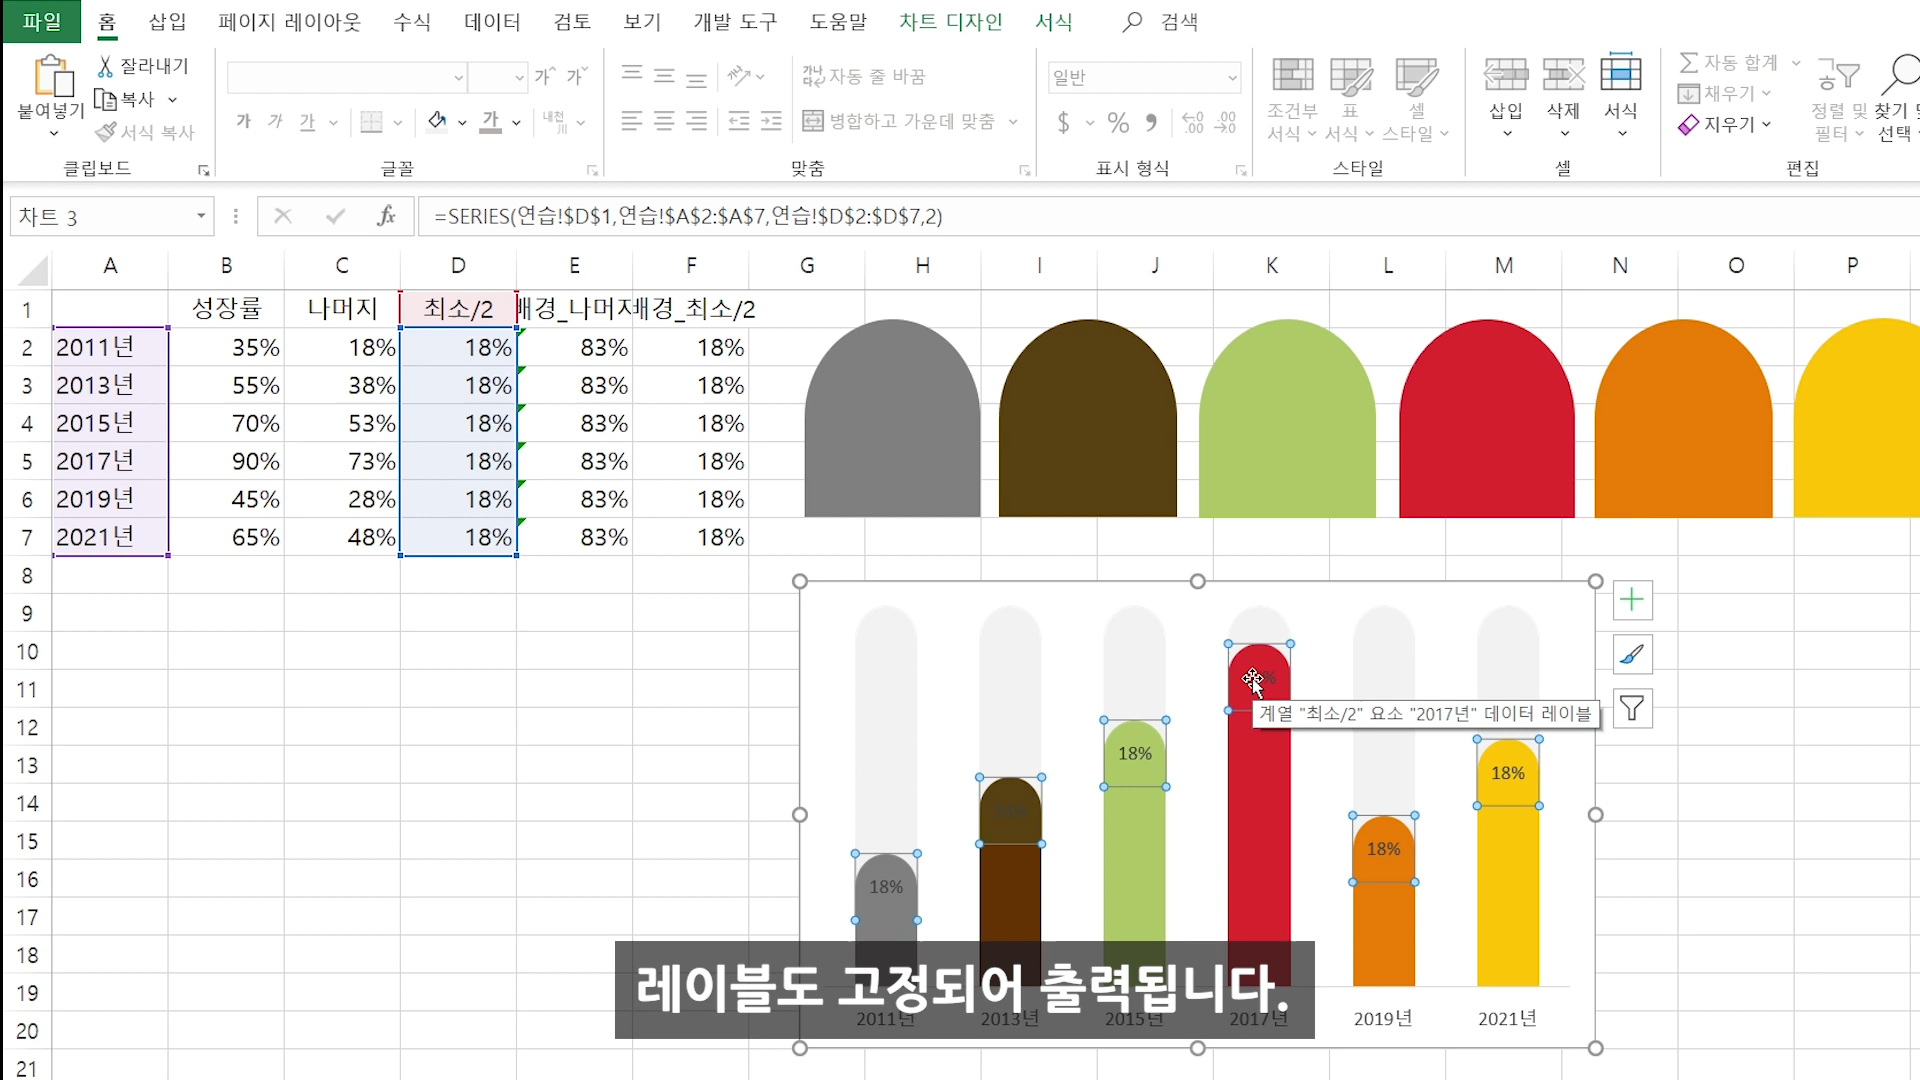 파일 홈 삽입 페이지 레이아웃 수식 데이터 검토 보기 개발 도구 도움말 차트 디자인 서식 검색
붙여넣기 잘라내기 복사 서식 복사 클립보드
가 가 가 가 간 가 내천 川 글꼴
가나다 자동 줄 바꿈
병합하고 가운데 맞춤
맞춤
일반
$ % 9 .00 .00
표시 형식
조건부 서식 표 서식 셀 스타일
스타일
삽입 삭제 서식
셀
자동 합계
채우기
지우기
정렬 및 필터 찾기 및 선택
편집
차트 3 fx =SERIES(연습!$D$1,연습!$A$2:$A$7,연습!$D$2:$D$7,2)
A B C D E F G H I J K L M N O P
1 성장률 나머지 최소/2 배경_나머지 배경_최소/2
2 2011년 35% 18% 18% 83% 18%
3 2013년 55% 38% 18% 83% 18%
4 2015년 70% 53% 18% 83% 18%
5 2017년 90% 73% 18% 83% 18%
6 2019년 45% 28% 18% 83% 18%
7 2021년 65% 48% 18% 83% 18%
8
9
10
11
12
13
14
15
16
17
18
19
20
21
계열 "최소/2" 요소 "2017년" 데이터 레이블
18%
18%
18%
18%
18%
레이블도 고정되어 출력됩니다.
2011년 2013년 2015년 2017년 2019년 2021년